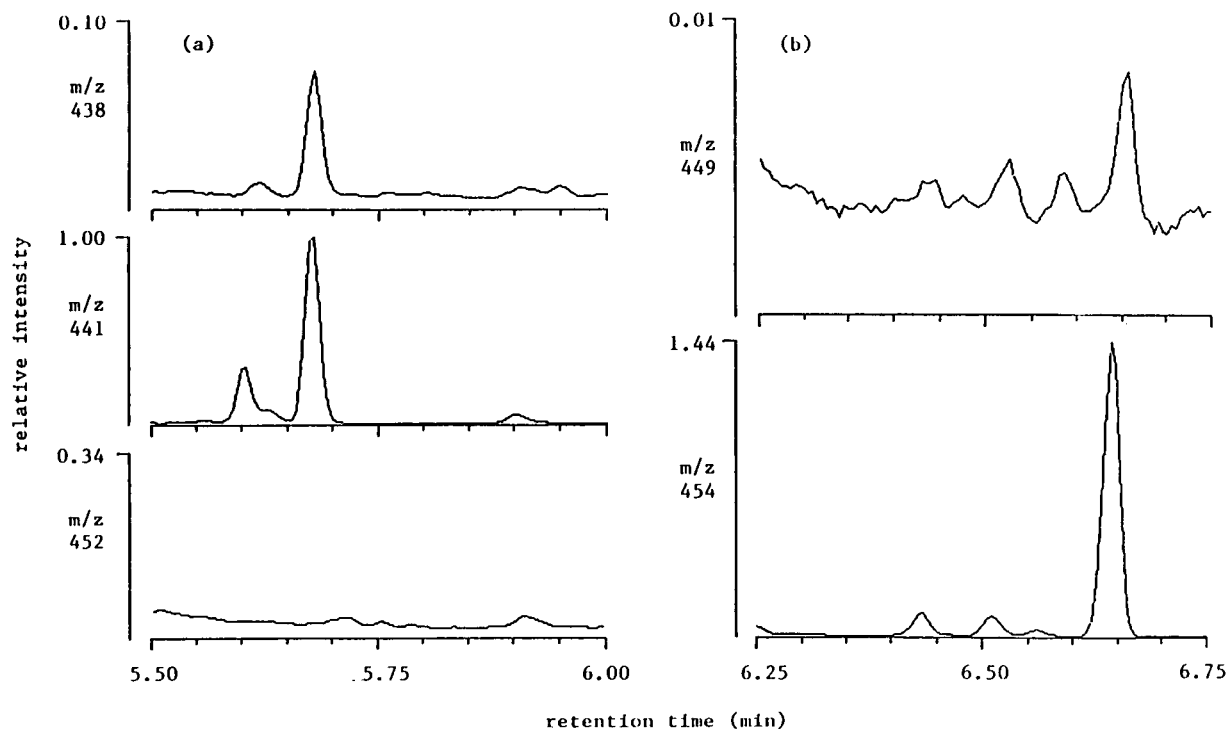 (a)
0.10
m/z
438
1.00
m/z
441
0.34
m/z
452
5.50
5.75
6.00
(b)
0.01
m/z
449
1.44
m/z
454
6.25
6.50
6.75
relative intensity
retention time (min)